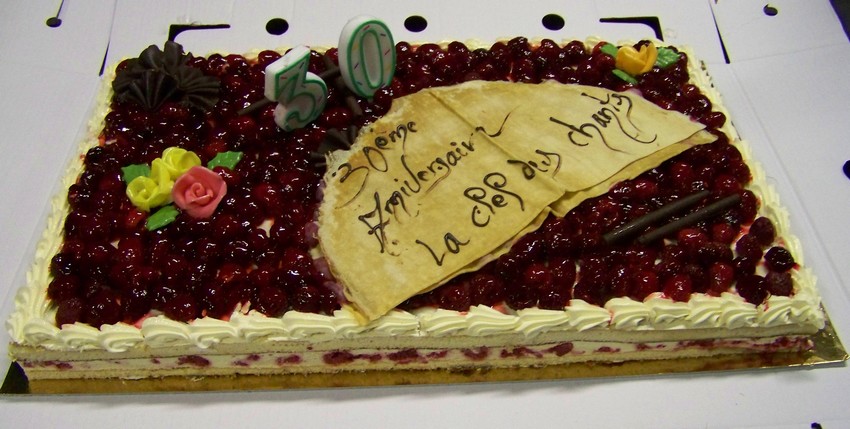 30
30ème
Anniversaire
La Clef des chants